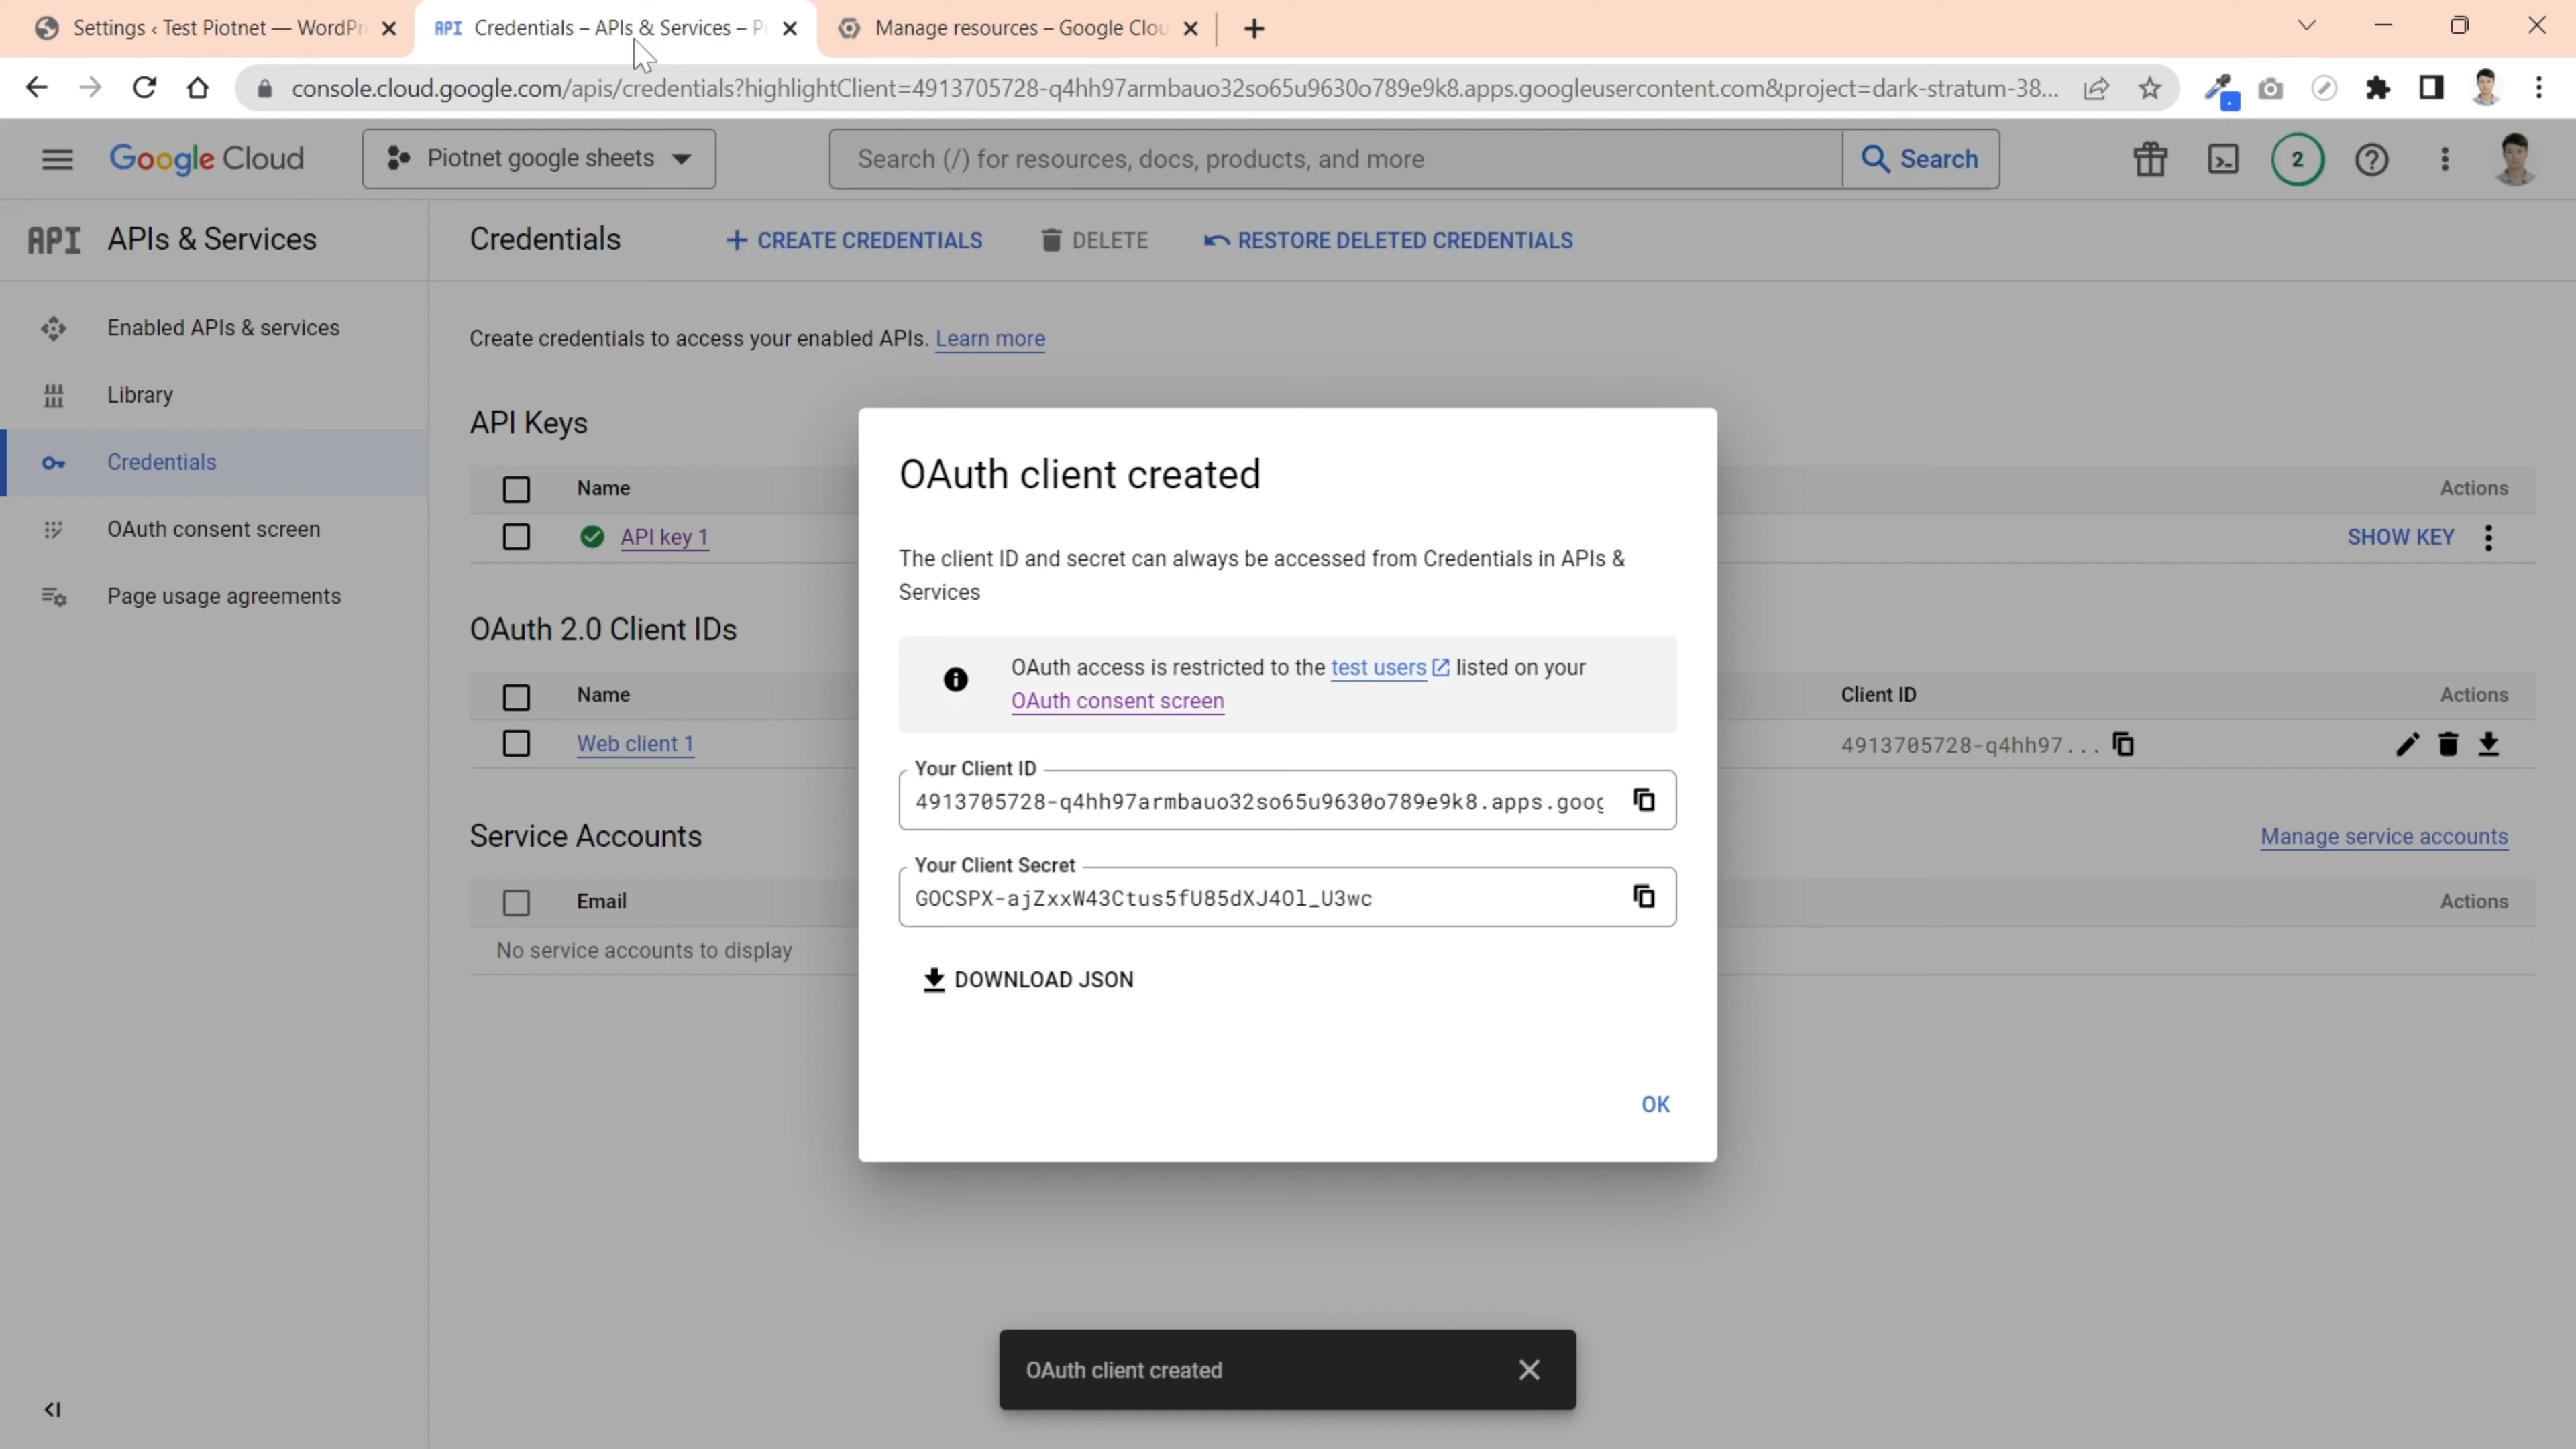 Settings ‹ Test Piotnet — WordPr
API Credentials – APIs & Services – Pi
Manage resources – Google Clou
console.cloud.google.com/apis/credentials?highlightClient=4913705728-q4hh97armbauo32so65u9630o789e9k8.apps.googleusercontent.com&project=dark-stratum-38...
Google Cloud
Piotnet google sheets
Search (/) for resources, docs, products, and more
Search
2
API APIs & Services
Credentials
CREATE CREDENTIALS
DELETE
RESTORE DELETED CREDENTIALS
Enabled APIs & services
Library
Credentials
OAuth consent screen
Page usage agreements
Create credentials to access your enabled APIs. Learn more
API Keys
Name
Actions
API key 1
SHOW KEY
OAuth 2.0 Client IDs
Name
Client ID
Actions
Web client 1
4913705728-q4hh97...
Service Accounts
Manage service accounts
Email
Actions
No service accounts to display
OAuth client created
The client ID and secret can always be accessed from Credentials in APIs &
Services
OAuth access is restricted to the test users listed on your
OAuth consent screen
Your Client ID
4913705728-q4hh97armbauo32so65u9630o789e9k8.apps.goog
Your Client Secret
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
DOWNLOAD JSON
OK
OAuth client created